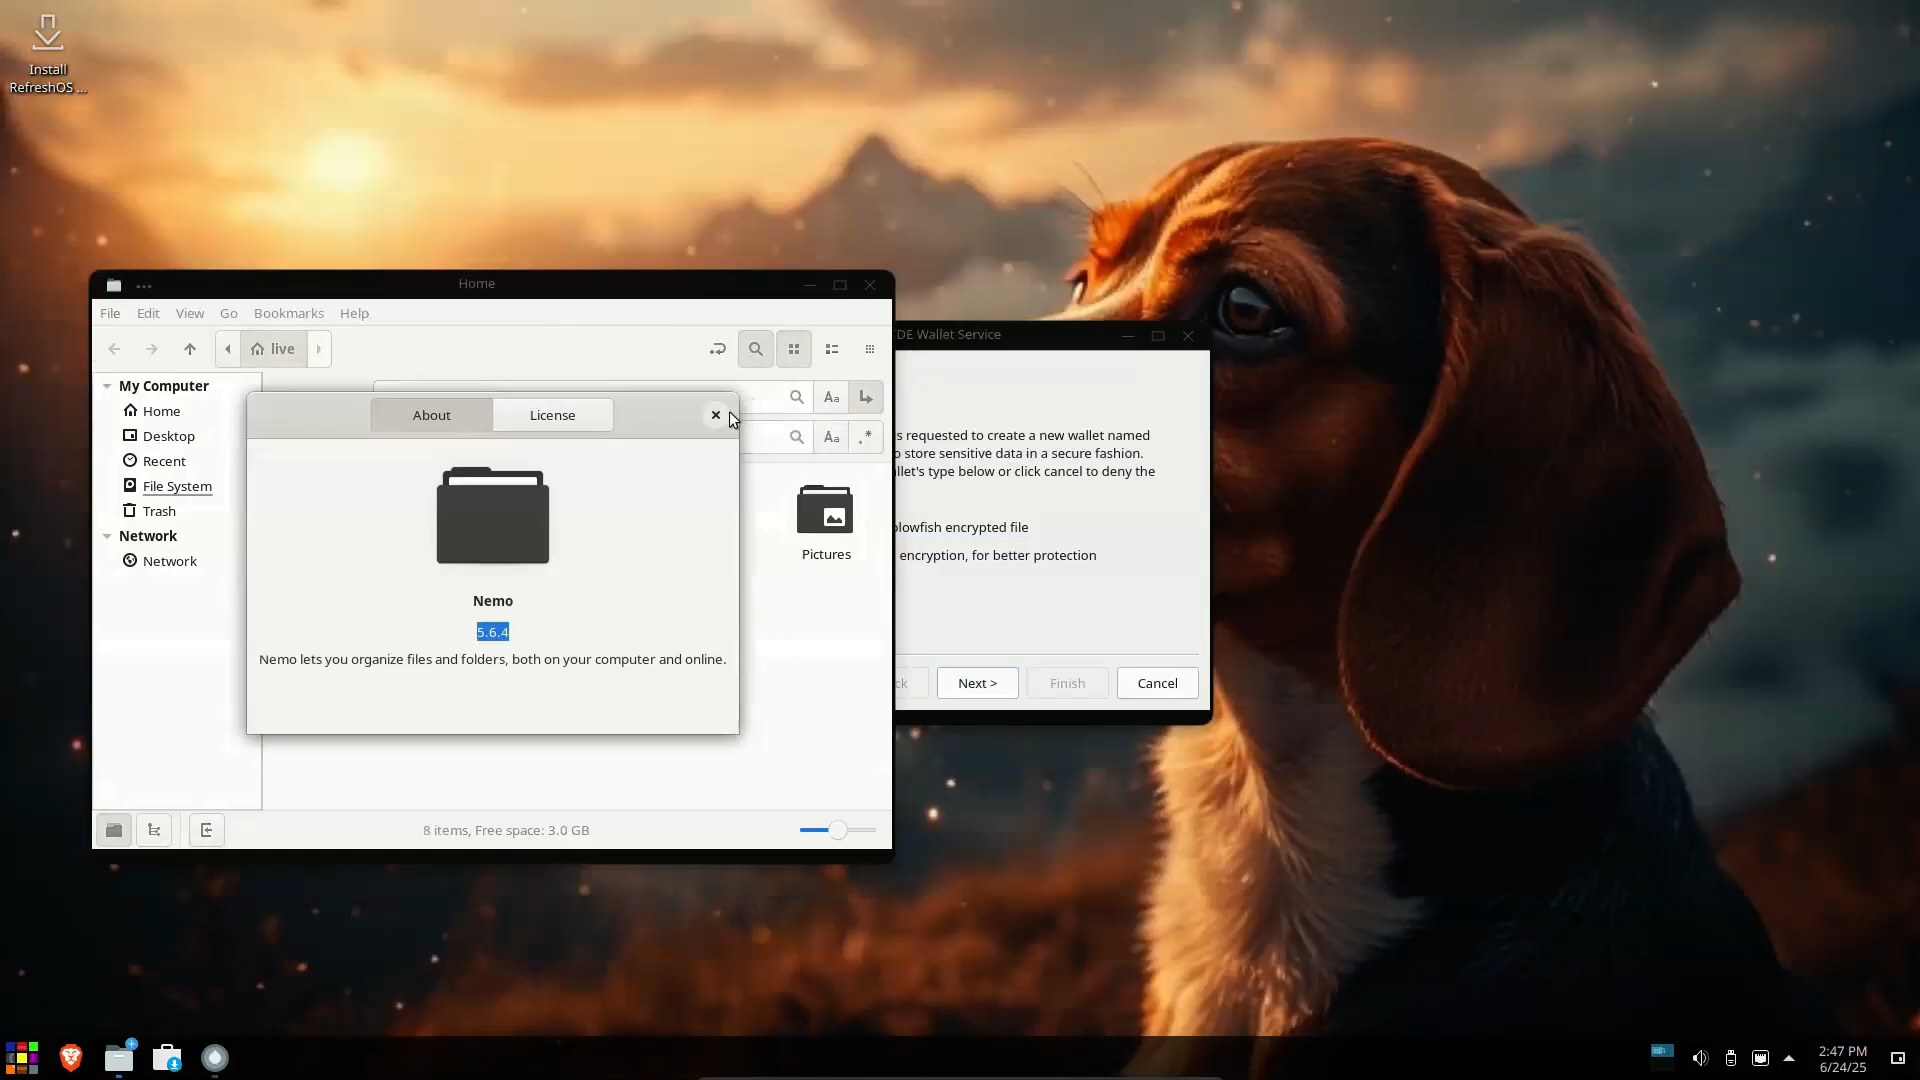 Install
RefreshOS ...
Home
File Edit View Go Bookmarks Help
live
My Computer
Home
Desktop
Recent
File System
Trash
Network
Network
Aa
Aa .*
About License
Nemo
5.6.4
Nemo lets you organize files and folders, both on your computer and online.
Pictures
8 items, Free space: 3.0 GB
DE Wallet Service
s requested to create a new wallet named
o store sensitive data in a secure fashion.
llet's type below or click cancel to deny the
lowfish encrypted file
encryption, for better protection
ck Next > Finish Cancel
2:47 PM
6/24/25